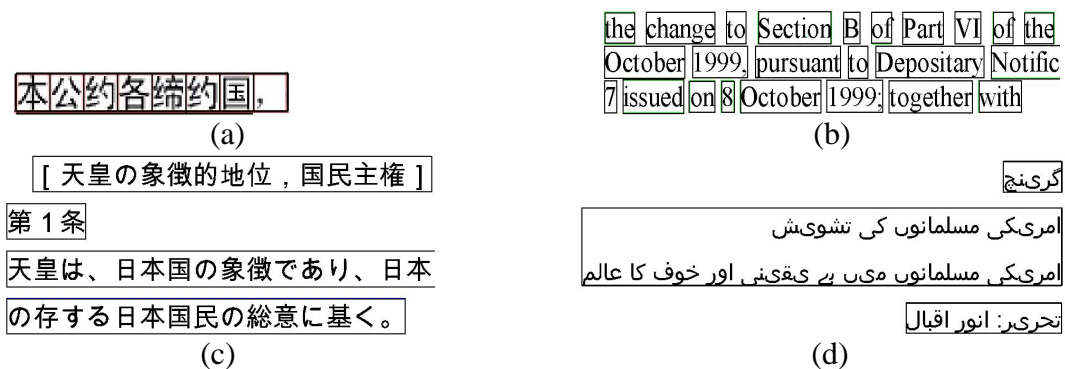 本公约各缔约国，
(a)
the change to Section B of Part VI of the
October 1999, pursuant to Depositary Notific
7 issued on 8 October 1999; together with
(b)
[ 天皇の象徴的地位 , 国民主権 ]
第 1 条
天皇は、日本国の象徴であり、日本
の存する日本国民の総意に基く。
(c)
گریںنچ
امریکی مسلمانوں کی تشویش
امریکی مسلمانوں میں بے یقینی اور خوف کا عالم
تحریر: انور اقبال
(d)